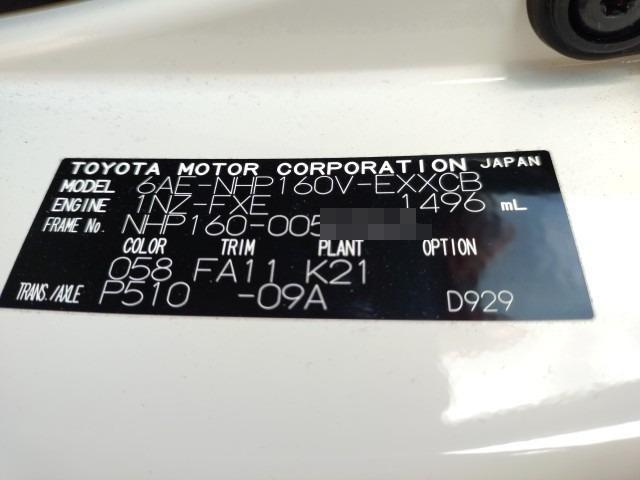 TOYOTA MOTOR CORPORATION JAPAN
MODEL 6AE-NHP160V-EXXCB
ENGINE 1NZ-FXE 1496 mL
FRAME No. NHP160-005
COLOR TRIM PLANT OPTION
058 FA11 K21
TRANS./AXLE P510 -09A D929